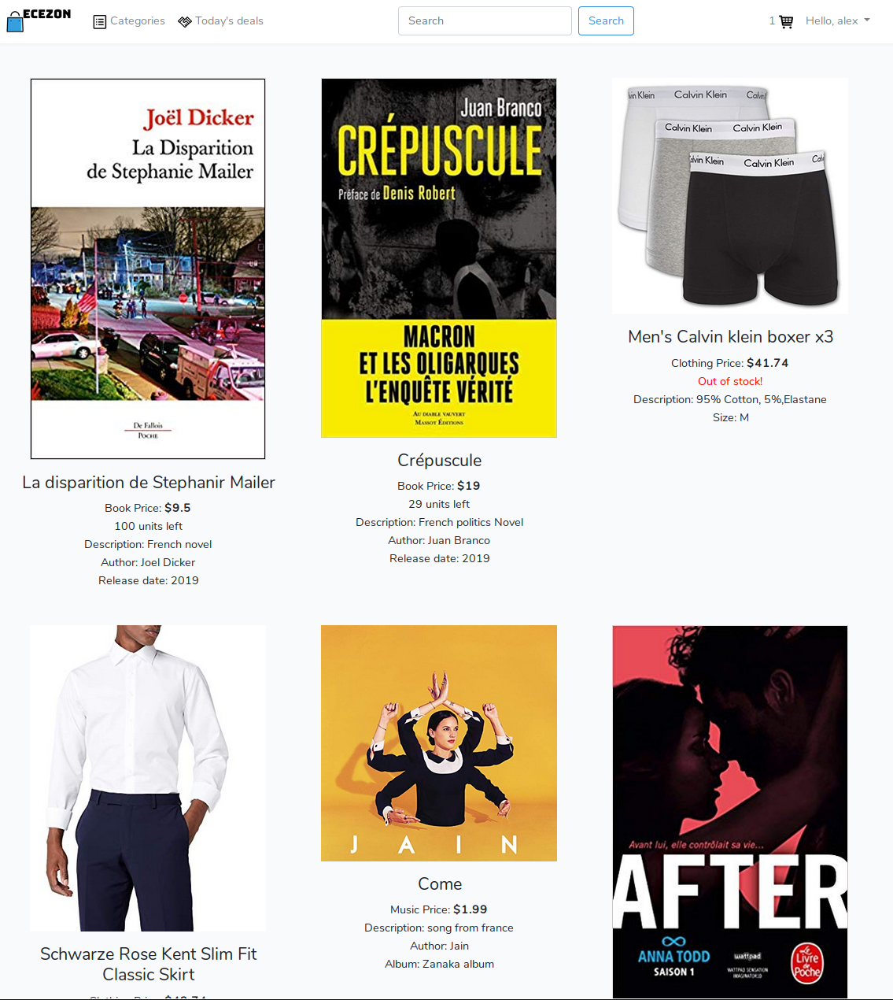 ECEZON
Categories
Today's deals
Search
Search
1
Hello, alex
Joël Dicker
La Disparition
de Stephanie Mailer
De Fallois
POCHE
La disparition de Stephanir Mailer
Book Price: $9.5
100 units left
Description: French novel
Author: Joel Dicker
Release date: 2019
Juan Branco
CRÉPUSCULE
Préface de Denis Robert
MACRON
ET LES OLIGARQUES
L'ENQUÊTE VÉRITÉ
AU DIABLE VAUVERT
MASSOT ÉDITIONS
Crépuscule
Book Price: $19
29 units left
Description: French politics Novel
Author: Juan Branco
Release date: 2019
Calvin Klein
Calvin Klein Calvin Klein
Calvin Klein
Men's Calvin klein boxer x3
Clothing Price: $41.74
Out of stock!
Description: 95% Cotton, 5%,Elastane
Size: M
Schwarze Rose Kent Slim Fit
Classic Skirt
JAIN
Come
Music Price: $1.99
Description: song from france
Author: Jain
Album: Zanaka album
Avant lui, elle contrôlait sa vie...
AFTER
ANNA TODD
SAISON 1
wattpad
WATTPAD SENSATION
Le
Livre
de
Poche